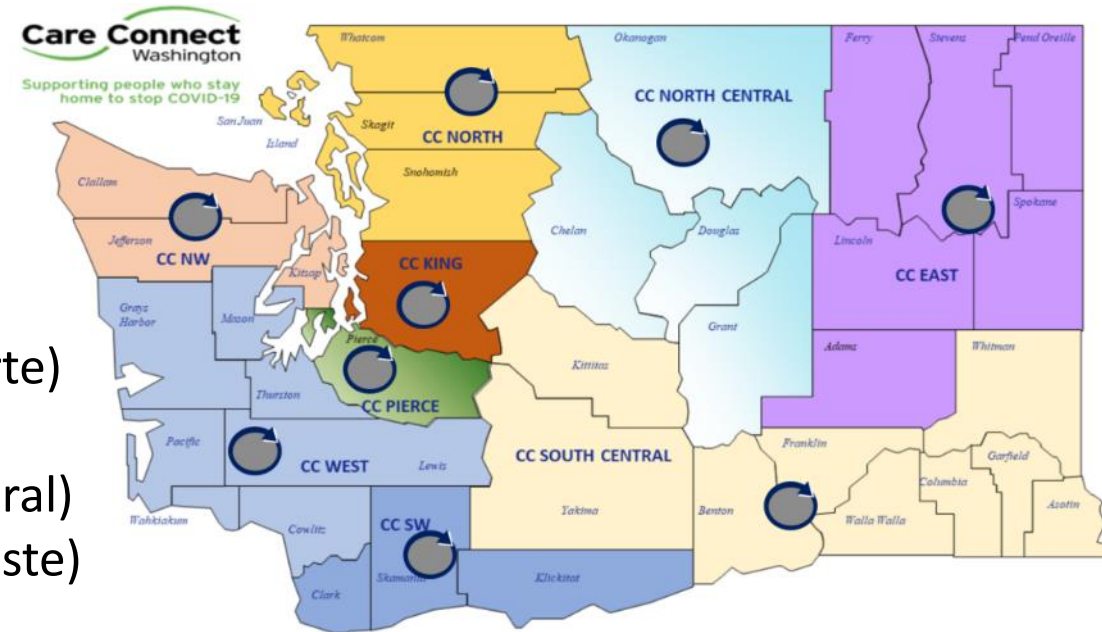 Care Connect
Washington
Supporting people who stay
home to stop COVID-19
Whatcom
Okanogan
Ferry
Stevens
Pend Oreille
San Juan
Island
Skagit
CC NORTH
CC NORTH CENTRAL
Snohomish
Clallam
Jefferson
CC NW
Kitsap
CC KING
Chelan
Douglas
Lincoln
Spokane
CC EAST
Grays
Harbor
Mason
Pierce
Grant
Adams
Whitman
rte)
Thurston
CC PIERCE
Kittitas
Pacific
CC WEST
Lewis
CC SOUTH CENTRAL
Franklin
Garfield
Columbia
ral)
Wahkiakum
Cowlitz
CC SW
Yakima
Benton
Walla Walla
Asotin
ste)
Clark
Skamania
Klickitat